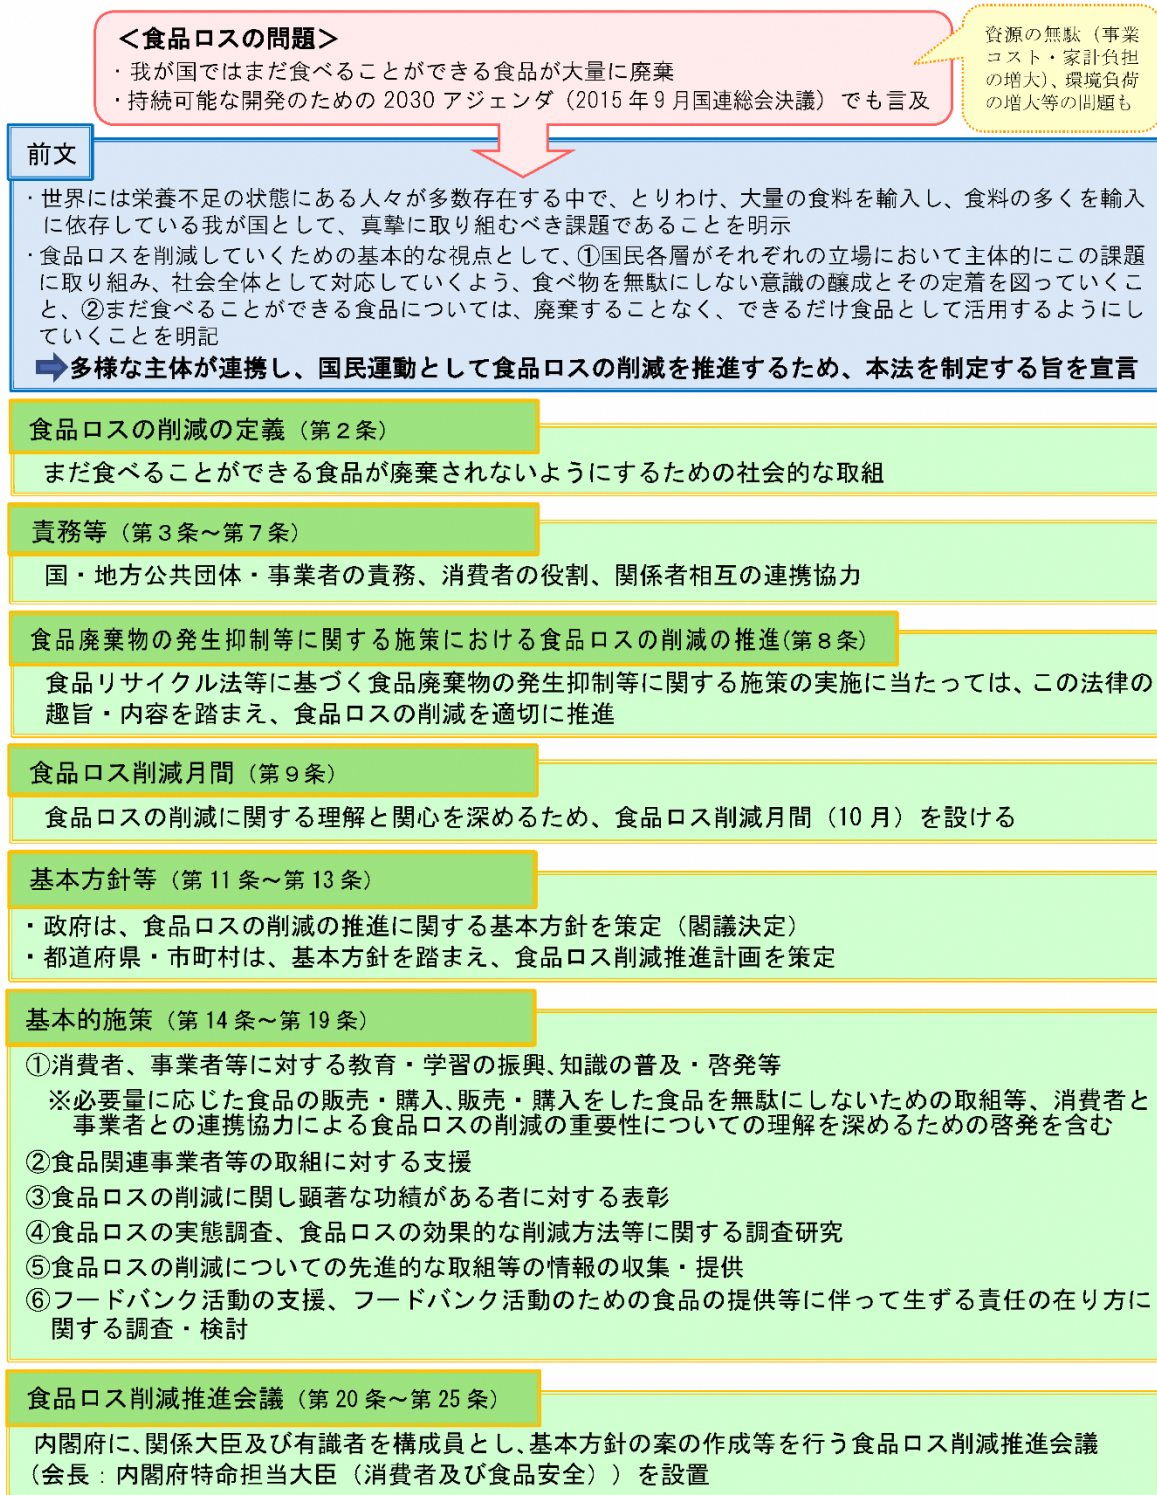 ＜食品ロスの問題＞
・我が国ではまだ食べることができる食品が大量に廃棄
・持続可能な開発のための 2030 アジェンダ（2015 年９月国連総会決議）でも言及
資源の無駄（事業
コスト・家計負担
の増大）、環境負荷
の増大等の問題も
前文
・世界には栄養不足の状態にある人々が多数存在する中で、とりわけ、大量の食料を輸入し、食料の多くを輸入
に依存している我が国として、真摯に取り組むべき課題であることを明示
・食品ロスを削減していくための基本的な視点として、①国民各層がそれぞれの立場において主体的にこの課題
に取り組み、社会全体として対応していくよう、食べ物を無駄にしない意識の醸成とその定着を図っていくこ
と、②まだ食べることができる食品については、廃棄することなく、できるだけ食品として活用するようにし
ていくことを明記
多様な主体が連携し、国民運動として食品ロスの削減を推進するため、本法を制定する旨を宣言
食品ロスの削減の定義（第２条）
まだ食べることができる食品が廃棄されないようにするための社会的な取組
責務等（第３条～第７条）
国・地方公共団体・事業者の責務、消費者の役割、関係者相互の連携協力
食品廃棄物の発生抑制等に関する施策における食品ロスの削減の推進(第８条)
食品リサイクル法等に基づく食品廃棄物の発生抑制等に関する施策の実施に当たっては、この法律の
趣旨・内容を踏まえ、食品ロスの削減を適切に推進
食品ロス削減月間（第９条）
食品ロスの削減に関する理解と関心を深めるため、食品ロス削減月間（10 月）を設ける
基本方針等（第 11 条～第 13 条）
・政府は、食品ロスの削減の推進に関する基本方針を策定（閣議決定）
・都道府県・市町村は、基本方針を踏まえ、食品ロス削減推進計画を策定
基本的施策（第 14 条～第 19 条）
①消費者、事業者等に対する教育・学習の振興、知識の普及・啓発等
※必要量に応じた食品の販売・購入、販売・購入をした食品を無駄にしないための取組等、消費者と
事業者との連携協力による食品ロスの削減の重要性についての理解を深めるための啓発を含む
②食品関連事業者等の取組に対する支援
③食品ロスの削減に関し顕著な功績がある者に対する表彰
④食品ロスの実態調査、食品ロスの効果的な削減方法等に関する調査研究
⑤食品ロスの削減についての先進的な取組等の情報の収集・提供
⑥フードバンク活動の支援、フードバンク活動のための食品の提供等に伴って生ずる責任の在り方に
関する調査・検討
食品ロス削減推進会議（第 20 条～第 25 条）
内閣府に、関係大臣及び有識者を構成員とし、基本方針の案の作成等を行う食品ロス削減推進会議
（会長：内閣府特命担当大臣（消費者及び食品安全））を設置